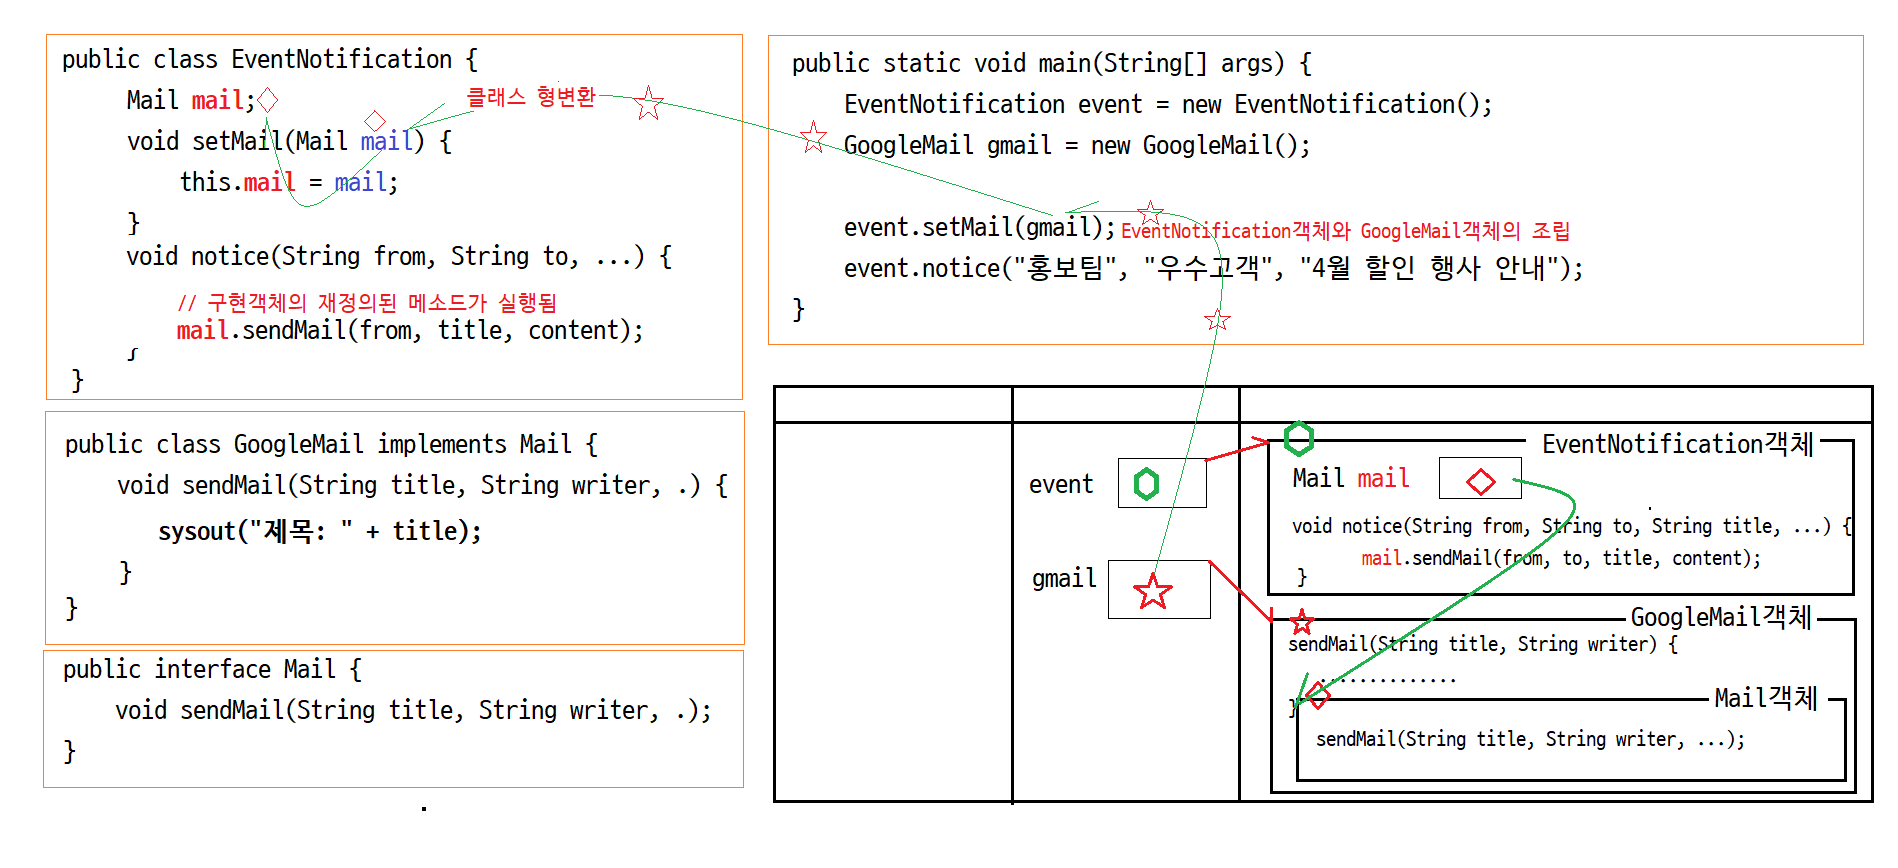 public class EventNotification {
Mail mail;
클래스 형변환
void setMail(Mail mail) {
this.mail = mail;
}
void notice(String from, String to, ...) {
// 구현객체의 재정의된 메소드가 실행됨
mail.sendMail(from, title, content);
}
public class GoogleMail implements Mail {
void sendMail(String title, String writer, .) {
sysout("제목: " + title);
}
}
public interface Mail {
void sendMail(String title, String writer, .);
}
public static void main(String[] args) {
EventNotification event = new EventNotification();
GoogleMail gmail = new GoogleMail();
event.setMail(gmail); EventNotification객체와 GoogleMail객체의 조립
event.notice("홍보팀", "우수고객", "4월 할인 행사 안내");
}
event
gmail
EventNotification객체
Mail mail
void notice(String from, String to, String title, ...) {
mail.sendMail(from, to, title, content);
}
GoogleMail객체
sendMail(String title, String writer) {
..............
}
Mail객체
sendMail(String title, String writer, ...);